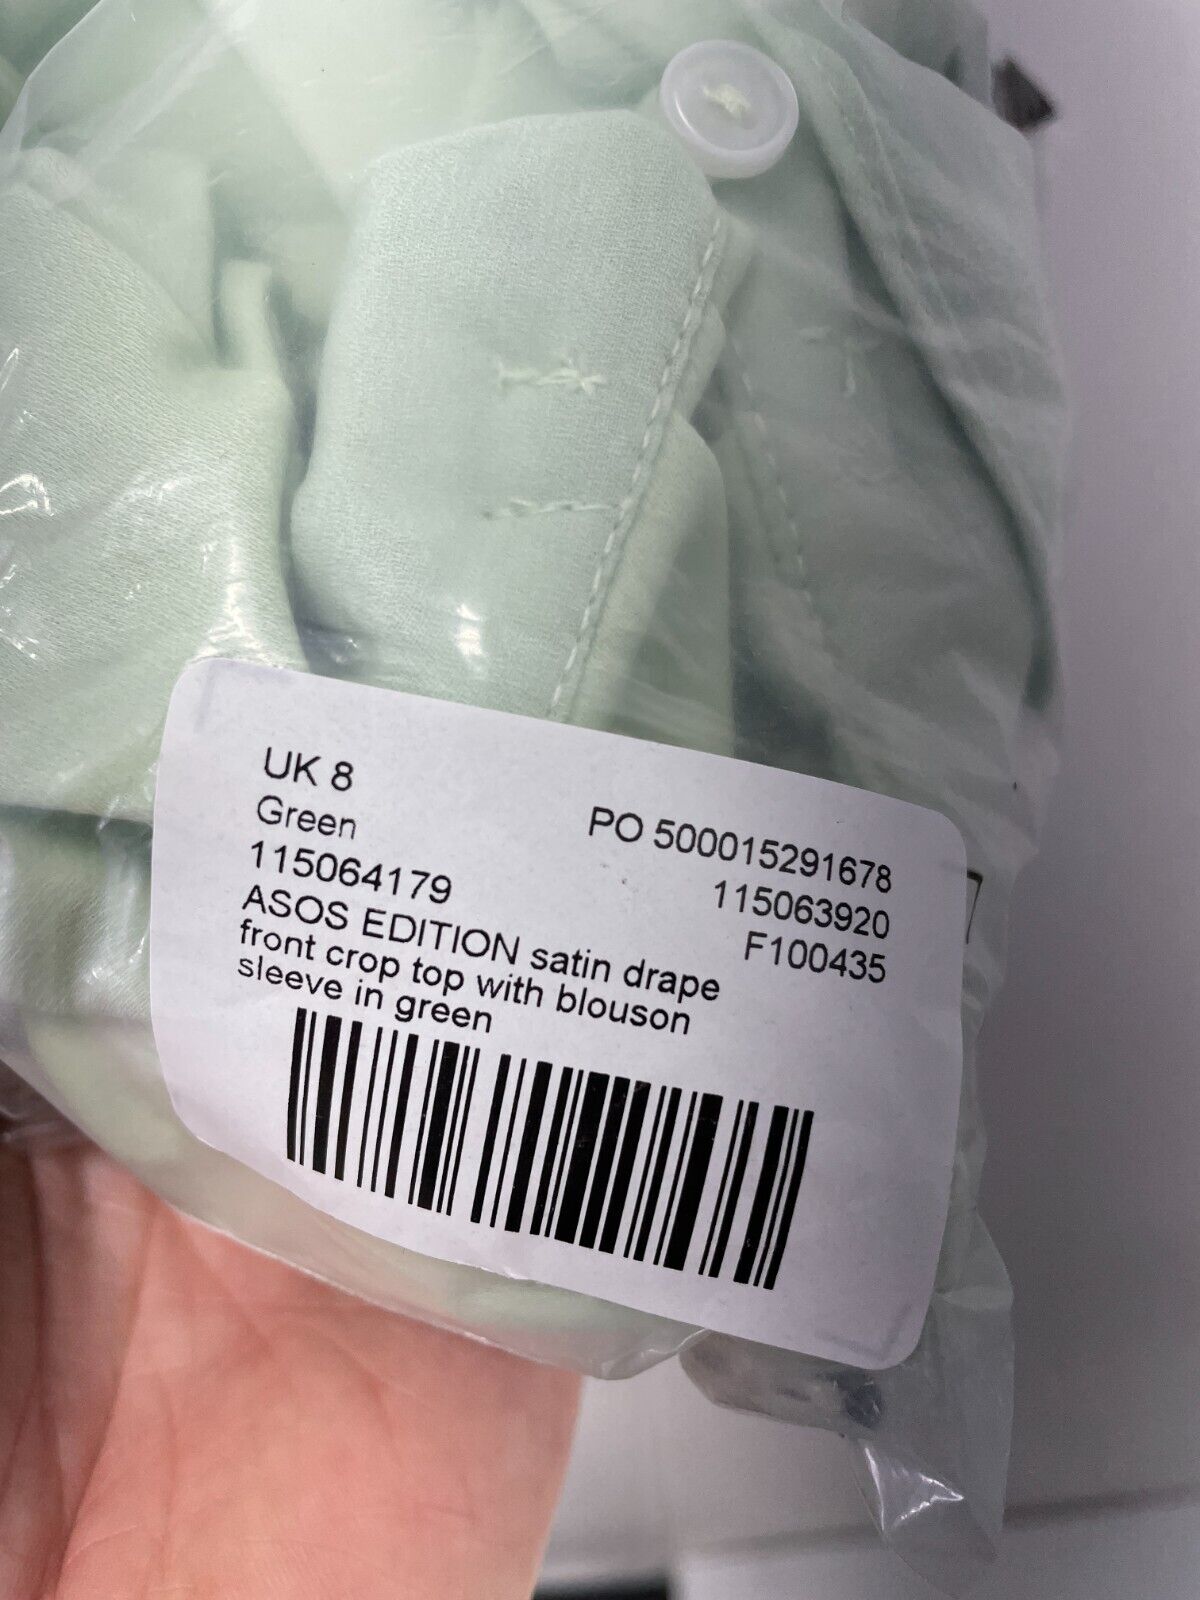 UK 8
Green
115064179
PO 500015291678
115063920
F100435
ASOS EDITION satin drape
front crop top with blouson
sleeve in green